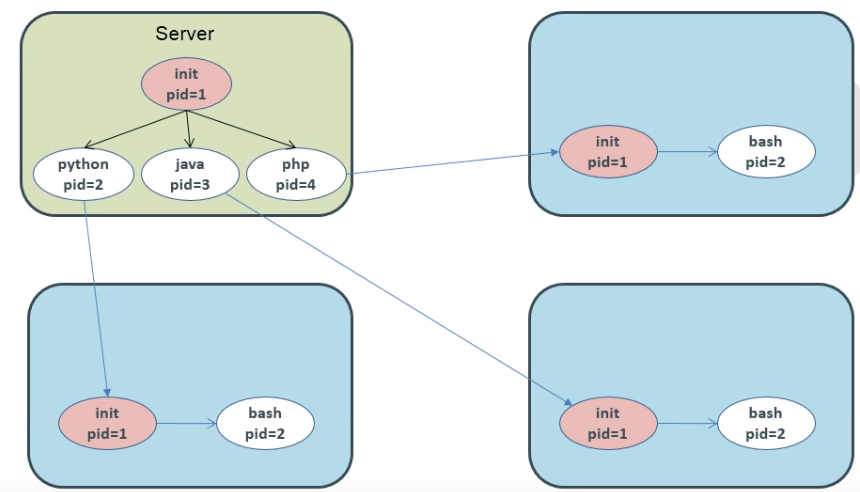 Server
init
pid=1
python
pid=2
java
pid=3
php
pid=4
init
pid=1
bash
pid=2
init
pid=1
bash
pid=2
init
pid=1
bash
pid=2